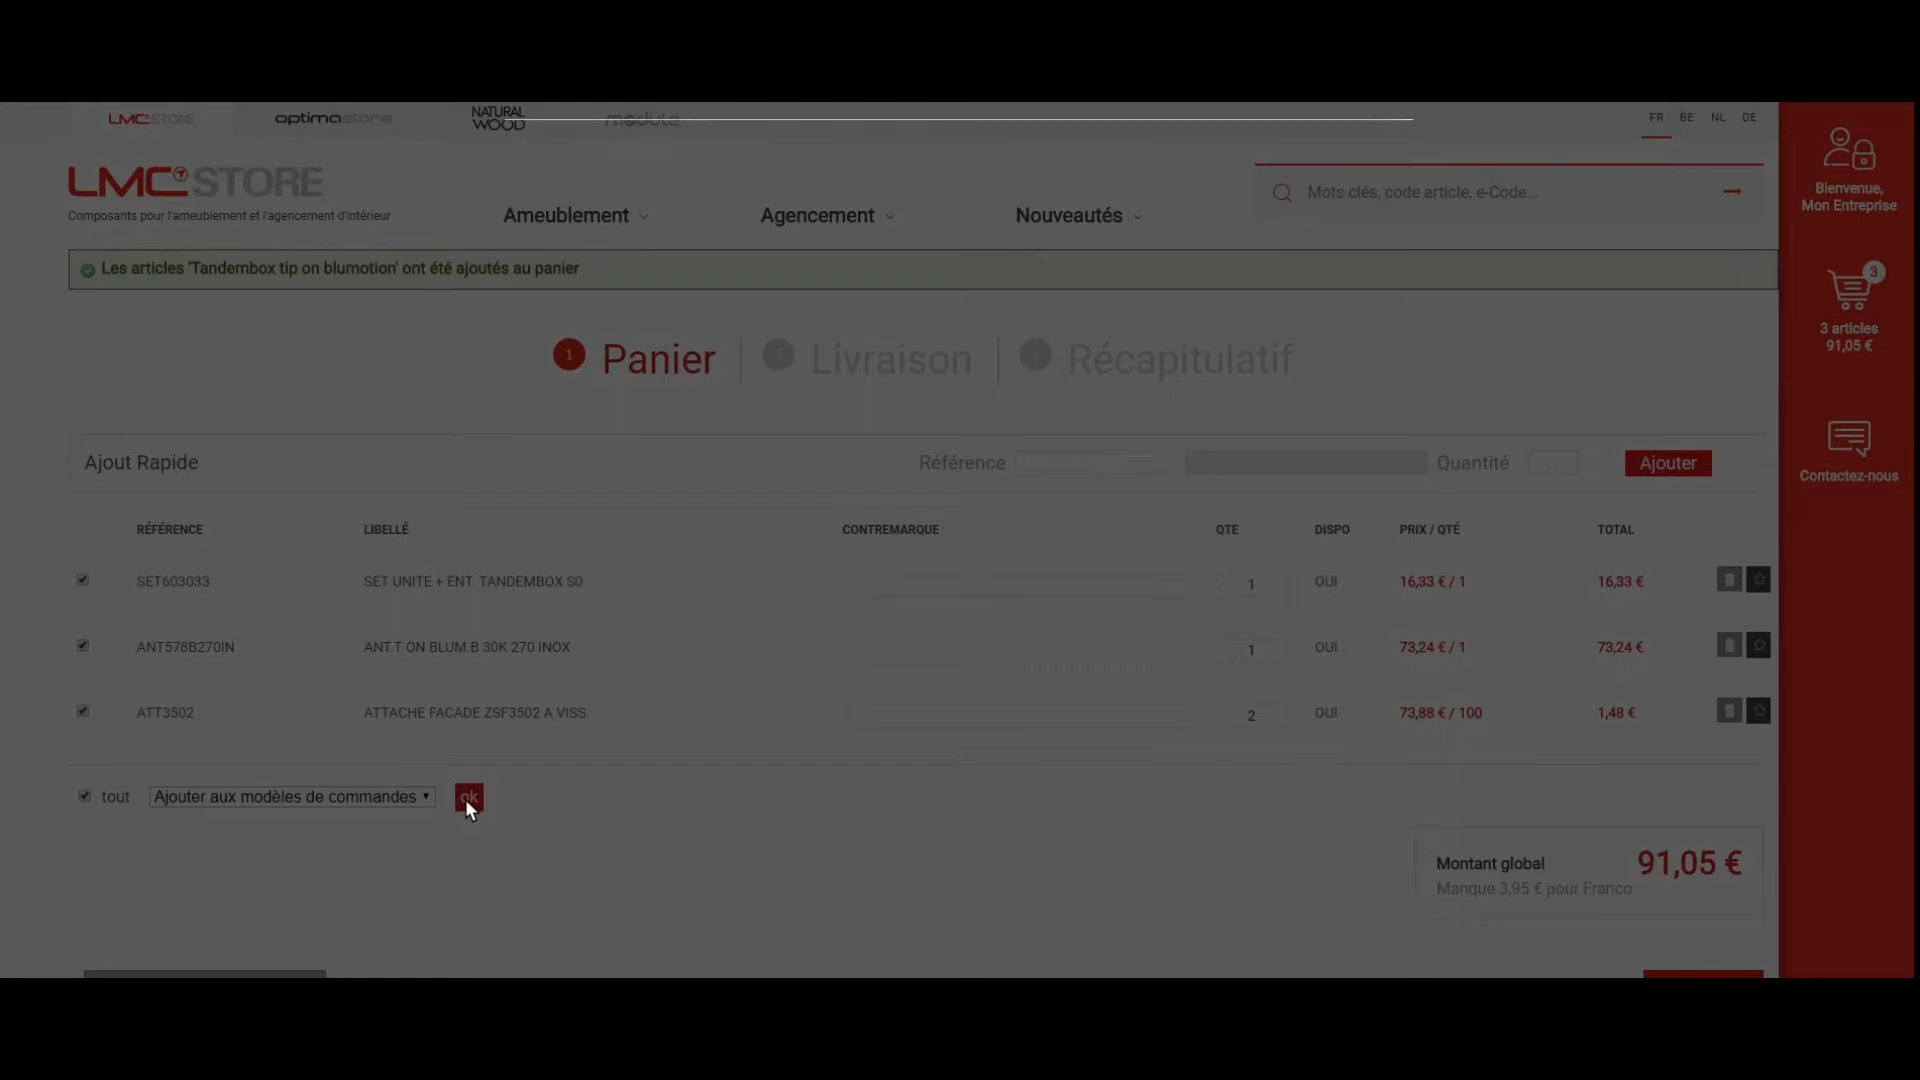 LMC STORE
optimastore
NATURAL
WOOD
module
FR BE NL DE
LMC STORE
Composants pour l'ameublement et l'agencement d'intérieur
Ameublement
Agencement
Nouveautés
Mots clés, code article, e-Code...
Bienvenue,
Mon Entreprise
Les articles 'Tandembox tip on blumotion' ont été ajoutés au panier
3
3 articles
91,05 €
1 Panier
Livraison
Récapitulatif
Contactez-nous
Ajout Rapide Référence Quantité Ajouter
RÉFÉRENCE LIBELLÉ CONTREMARQUE QTE DISPO PRIX / QTÉ TOTAL
SET603033 SET UNITE + ENT. TANDEMBOX S0 1 OUI 16,33 € / 1 16,33 €
ANT578B270IN ANT.T ON BLUM.B 30K 270 INOX 1 OUI 73,24 € / 1 73,24 €
ATT3502 ATTACHE FACADE ZSF3502 A VISS. 2 OUI 73,88 € / 100 1,48 €
tout Ajouter aux modèles de commandes ok
Montant global 91,05 €
Manque 3,95 € pour Franco